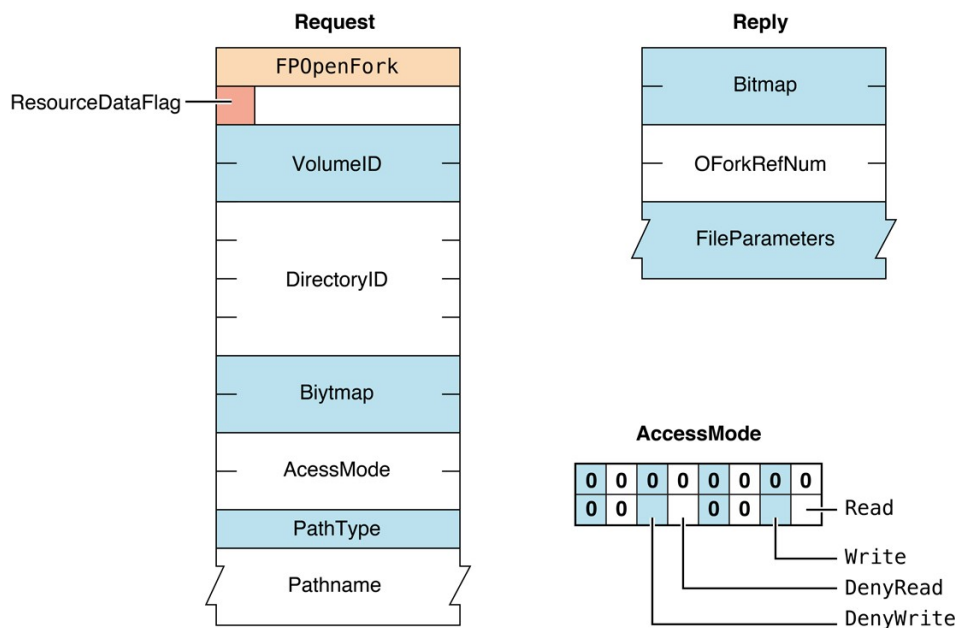 Request
FPOpenFork
ResourceDataFlag
VolumeID
DirectoryID
Biytmap
AcessMode
PathType
Pathname
Reply
Bitmap
OForkRefNum
FileParameters
AccessMode
0 0 0 0 0 0 0 0
0 0 0 0
Read
Write
DenyRead
DenyWrite